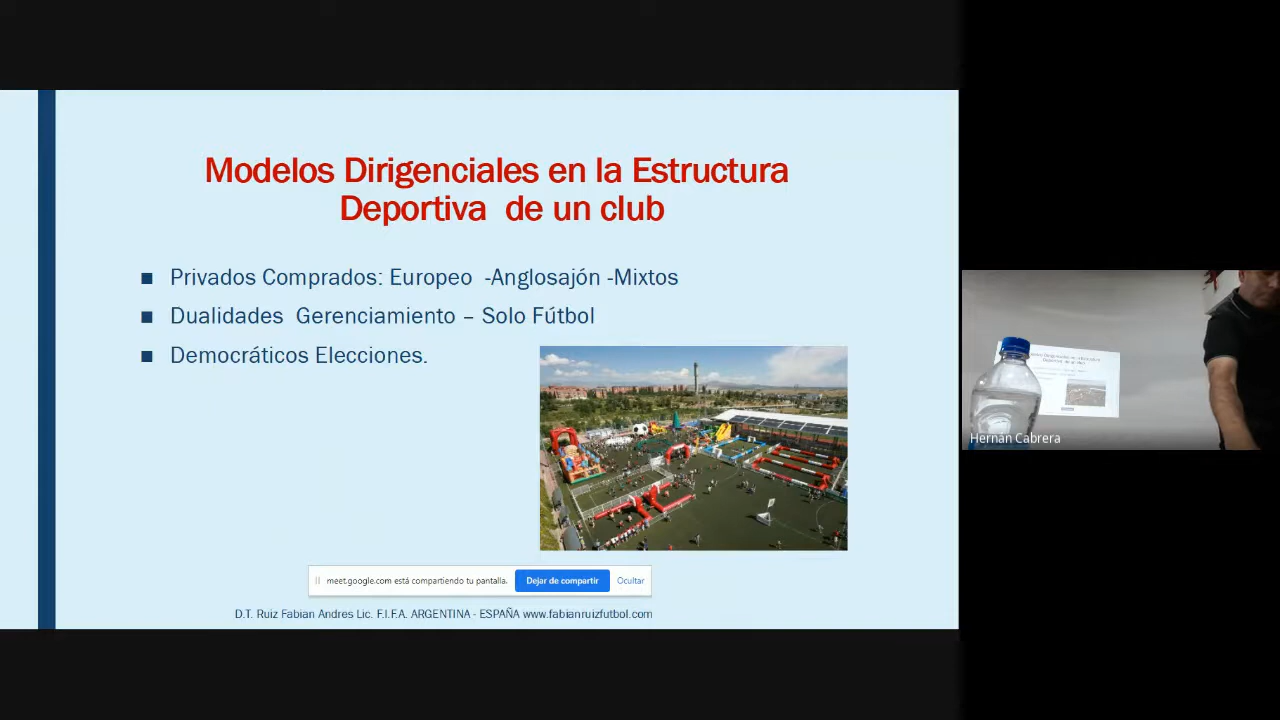 Modelos Dirigenciales en la Estructura
Deportiva de un club
■ Privados Comprados: Europeo -Anglosajón -Mixtos
■ Dualidades Gerenciamiento – Solo Fútbol
■ Democráticos Elecciones.
meet.google.com está compartiendo tu pantalla.
Dejar de compartir
Ocultar
D.T. Ruiz Fabian Andres Lic. F.I.F.A. ARGENTINA - ESPAÑA www.fabianruizfutbol.com
Hernán Cabrera